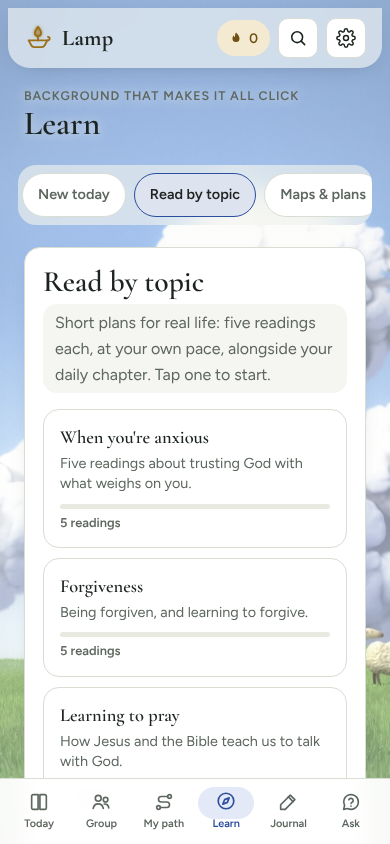 Lamp
0
BACKGROUND THAT MAKES IT ALL CLICK
Learn
New today
Read by topic
Maps & plans
Read by topic
Short plans for real life: five readings
each, at your own pace, alongside your
daily chapter. Tap one to start.
When you're anxious
Five readings about trusting God with
what weighs on you.
5 readings
Forgiveness
Being forgiven, and learning to forgive.
5 readings
Learning to pray
How Jesus and the Bible teach us to talk
with God.
Today
Group
My path
Learn
Journal
Ask